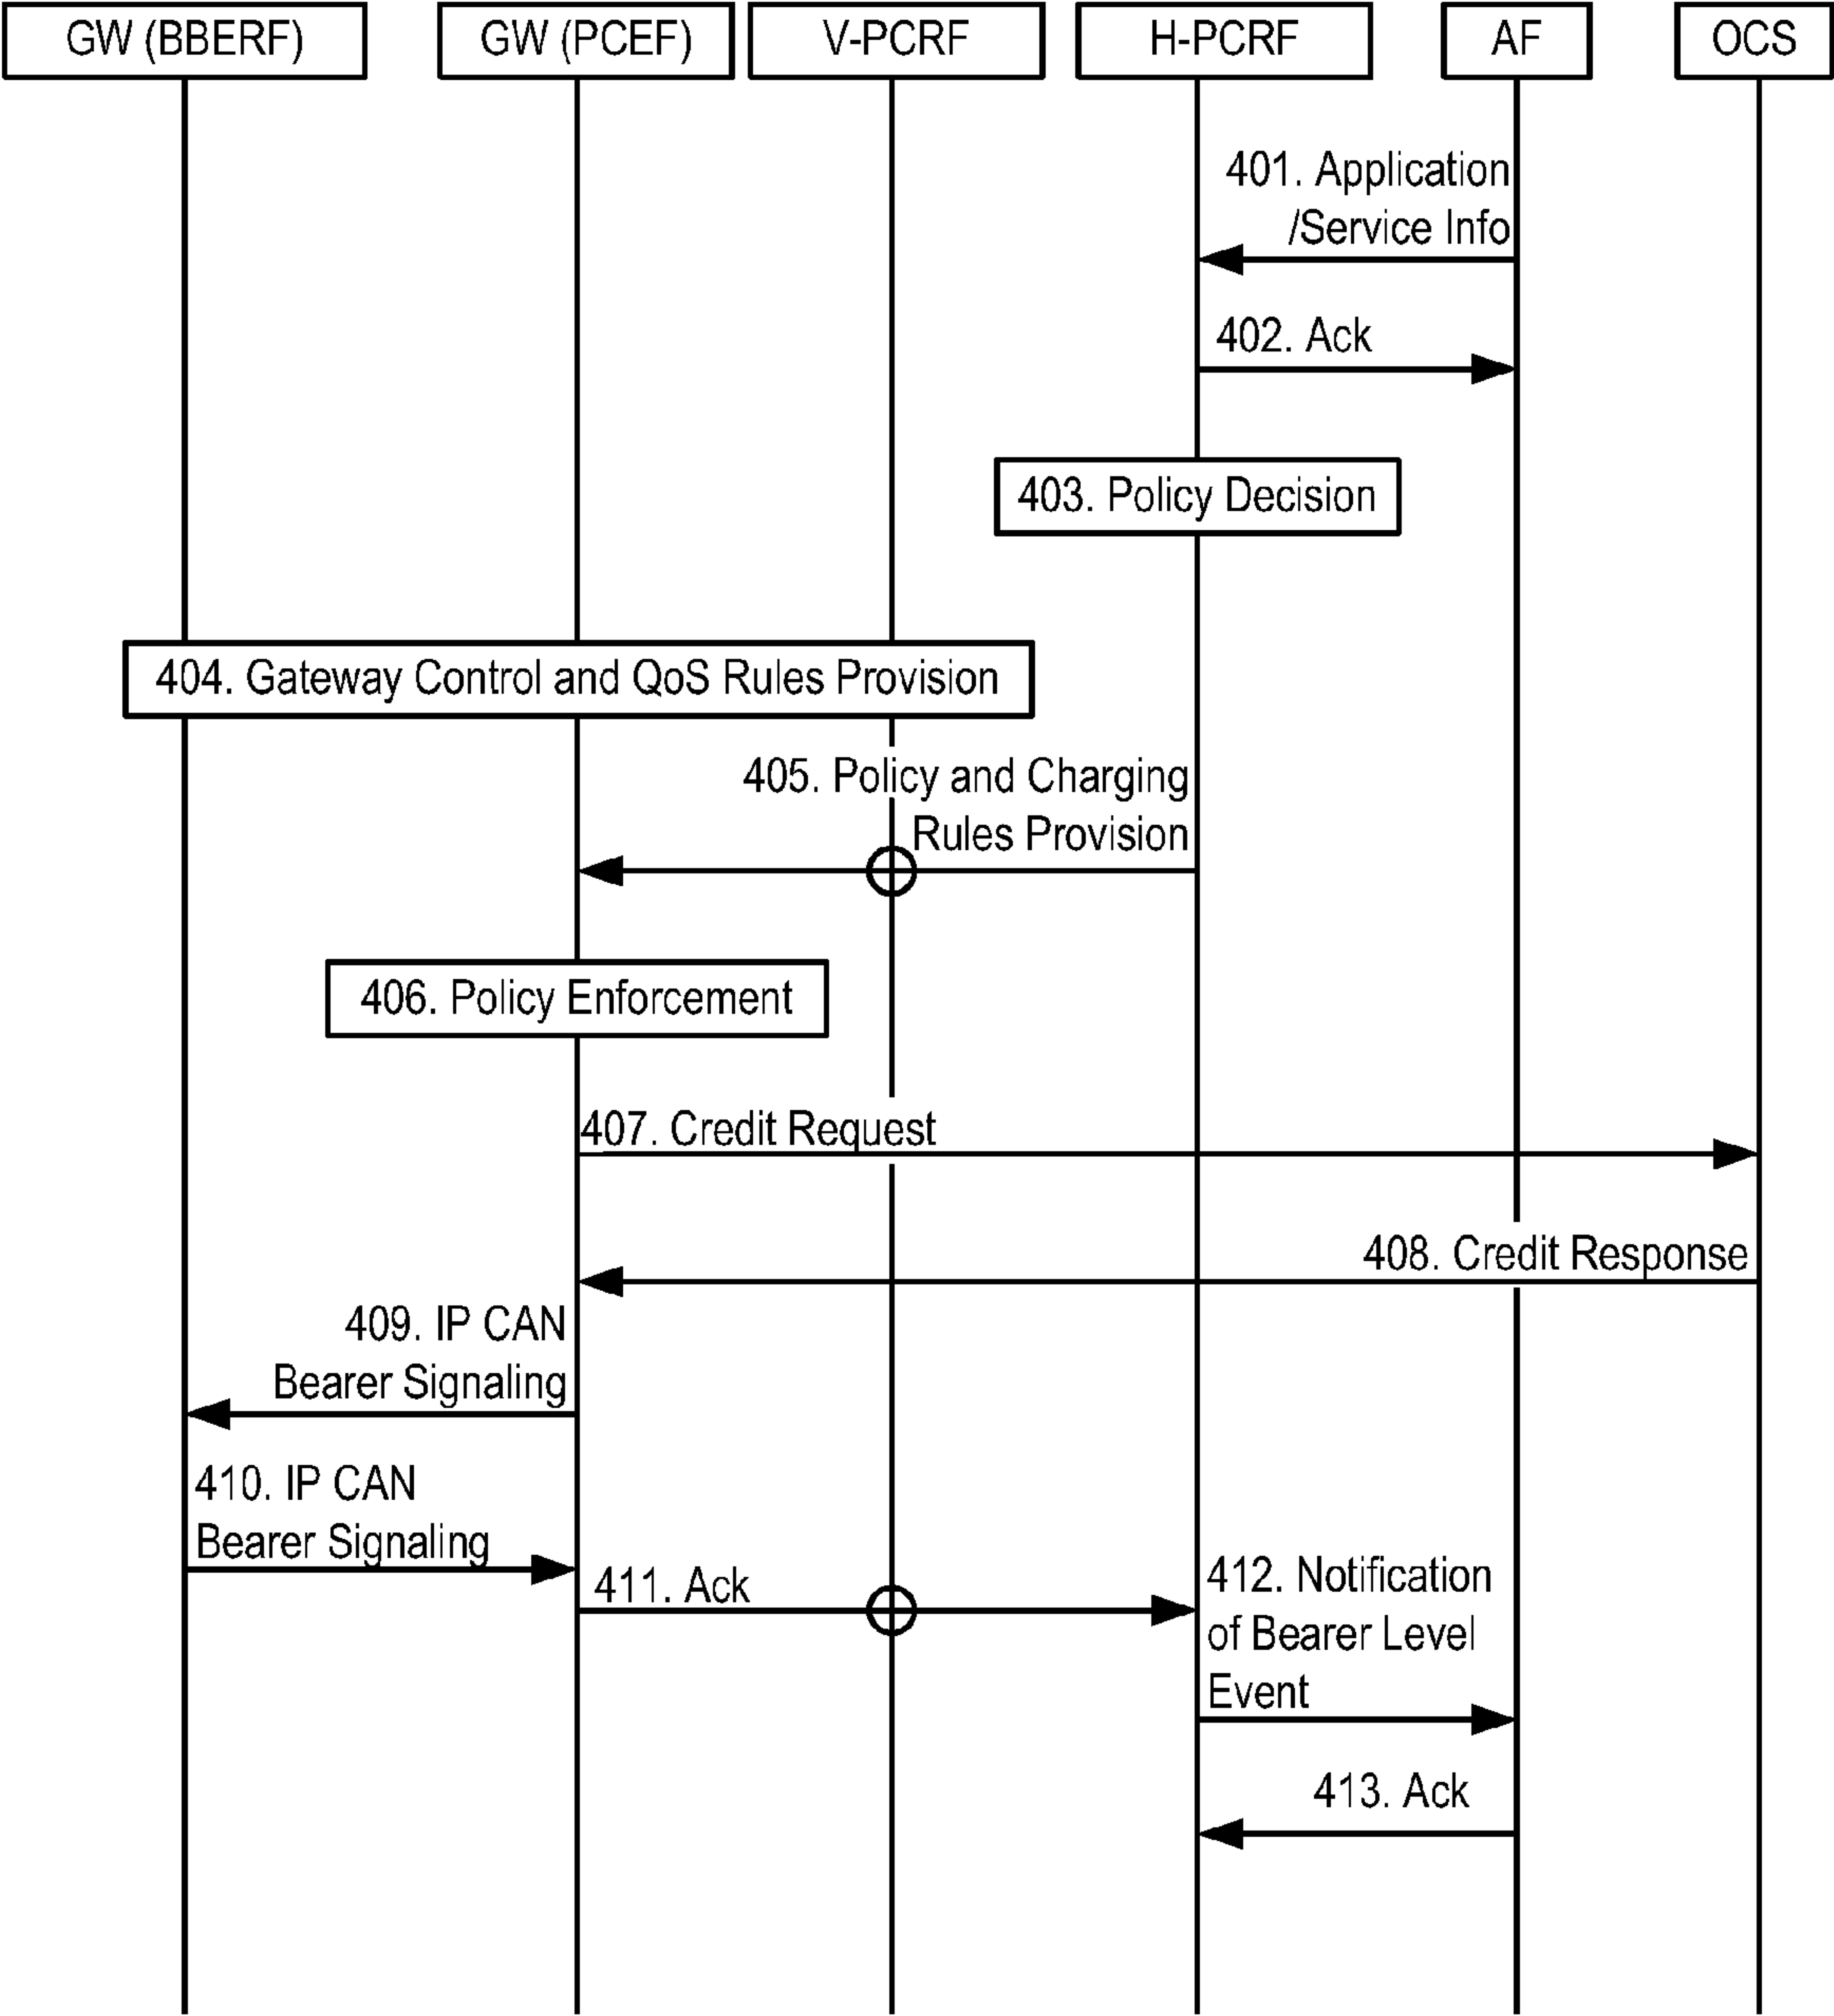 GW (BBERF)
GW (PCEF)
V-PCRF
H-PCRF
AF
OCS
401. Application
/Service Info
402. Ack
403. Policy Decision
404. Gateway Control and QoS Rules Provision
405. Policy and Charging
Rules Provision
406. Policy Enforcement
407. Credit Request
408. Credit Response
409. IP CAN
Bearer Signaling
410. IP CAN
Bearer Signaling
411. Ack
412. Notification
of Bearer Level
Event
413. Ack